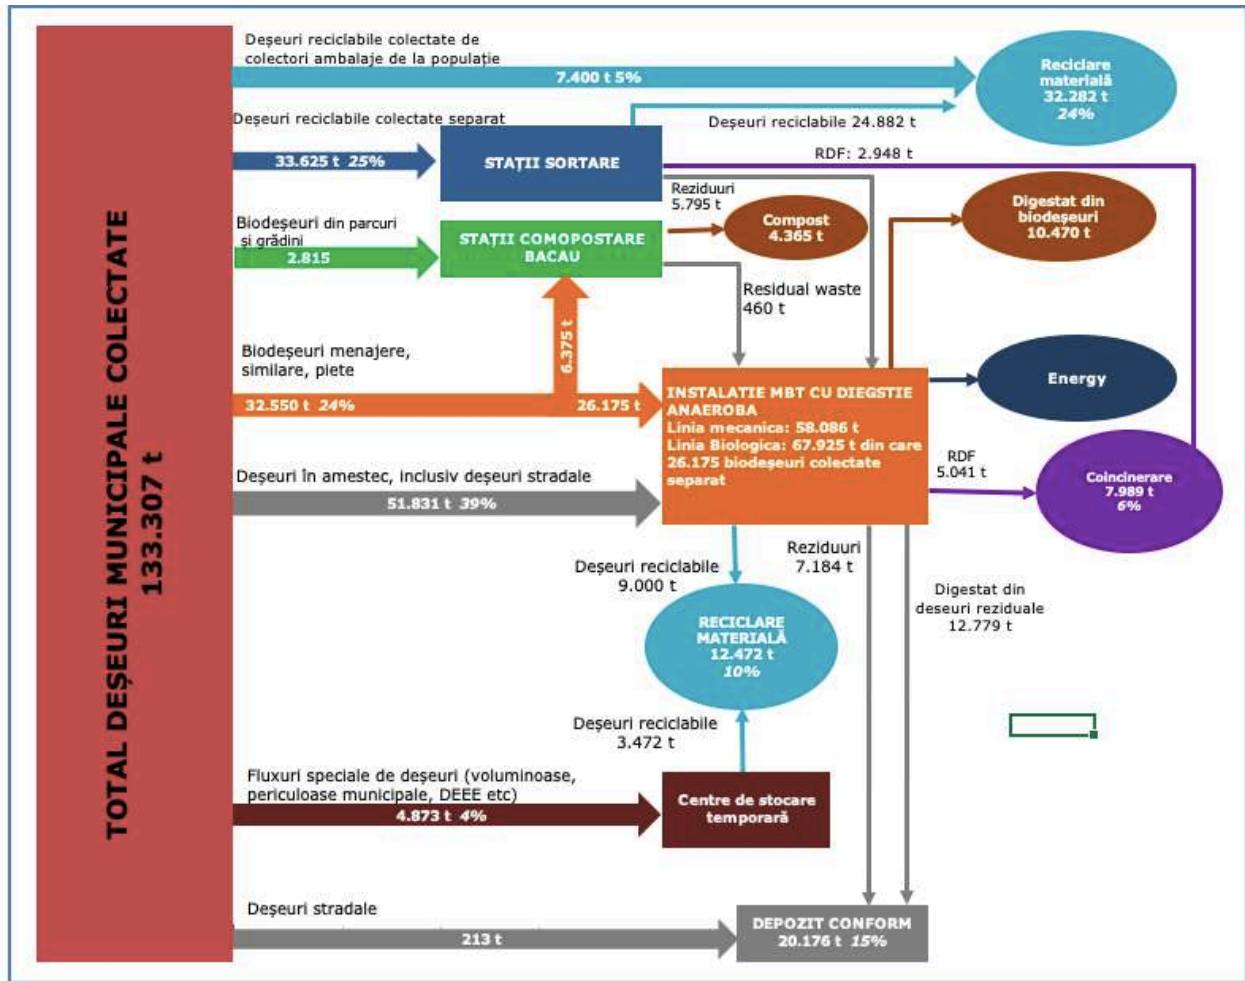 TOTAL DEȘEURI MUNICIPALE COLECTATE
133.307 t
Deșeuri reciclabile colectate de
colectori ambalaje de la populație
7.400 t 5%
Reciclare
materială
32.282 t
24%
Deșeuri reciclabile colectate separat
33.625 t 25%
STAȚII SORTARE
Deșeuri reciclabile 24.882 t
RDF: 2.948 t
Reziduuri
5.795 t
Biodeșeuri din parcuri
și grădini
2.815
STAȚII COMOPOSTARE
BACAU
Compost
4.365 t
Digestat din
biodeșeuri
10.470 t
Residual waste
460 t
6.375 t
Biodeșeuri menajere,
similare, piete
32.550 t 24%
26.175 t
INSTALATIE MBT CU DIEGSTIE
ANAEROBA
Linia mecanica: 58.086 t
Linia Biologica: 67.925 t din care
26.175 biodeșeuri colectate
separat
Energy
RDF
5.041 t
Coincinerare
7.989 t
6%
Deșeuri în amestec, inclusiv deșeuri stradale
51.831 t 39%
Deșeuri reciclabile
9.000 t
Reziduuri
7.184 t
Digestat din
deseuri reziduale
12.779 t
RECICLARE
MATERIALĂ
12.472 t
10%
Deșeuri reciclabile
3.472 t
Fluxuri speciale de deșeuri (voluminoase,
periculoase municipale, DEEE etc)
4.873 t 4%
Centre de stocare
temporară
Deșeuri stradale
213 t
DEPOZIT CONFORM
20.176 t 15%